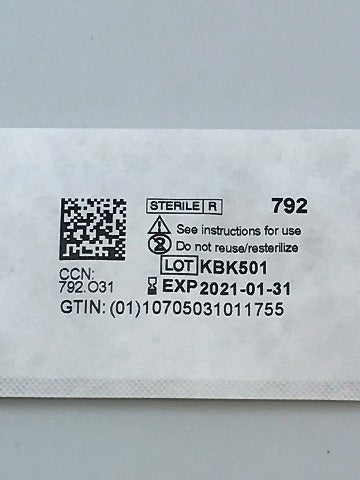 STERILE R 792
See instructions for use
Do not reuse/resterilize
LOT KBK501
CCN:
792.O31
EXP 2021-01-31
GTIN: (01)10705031011755